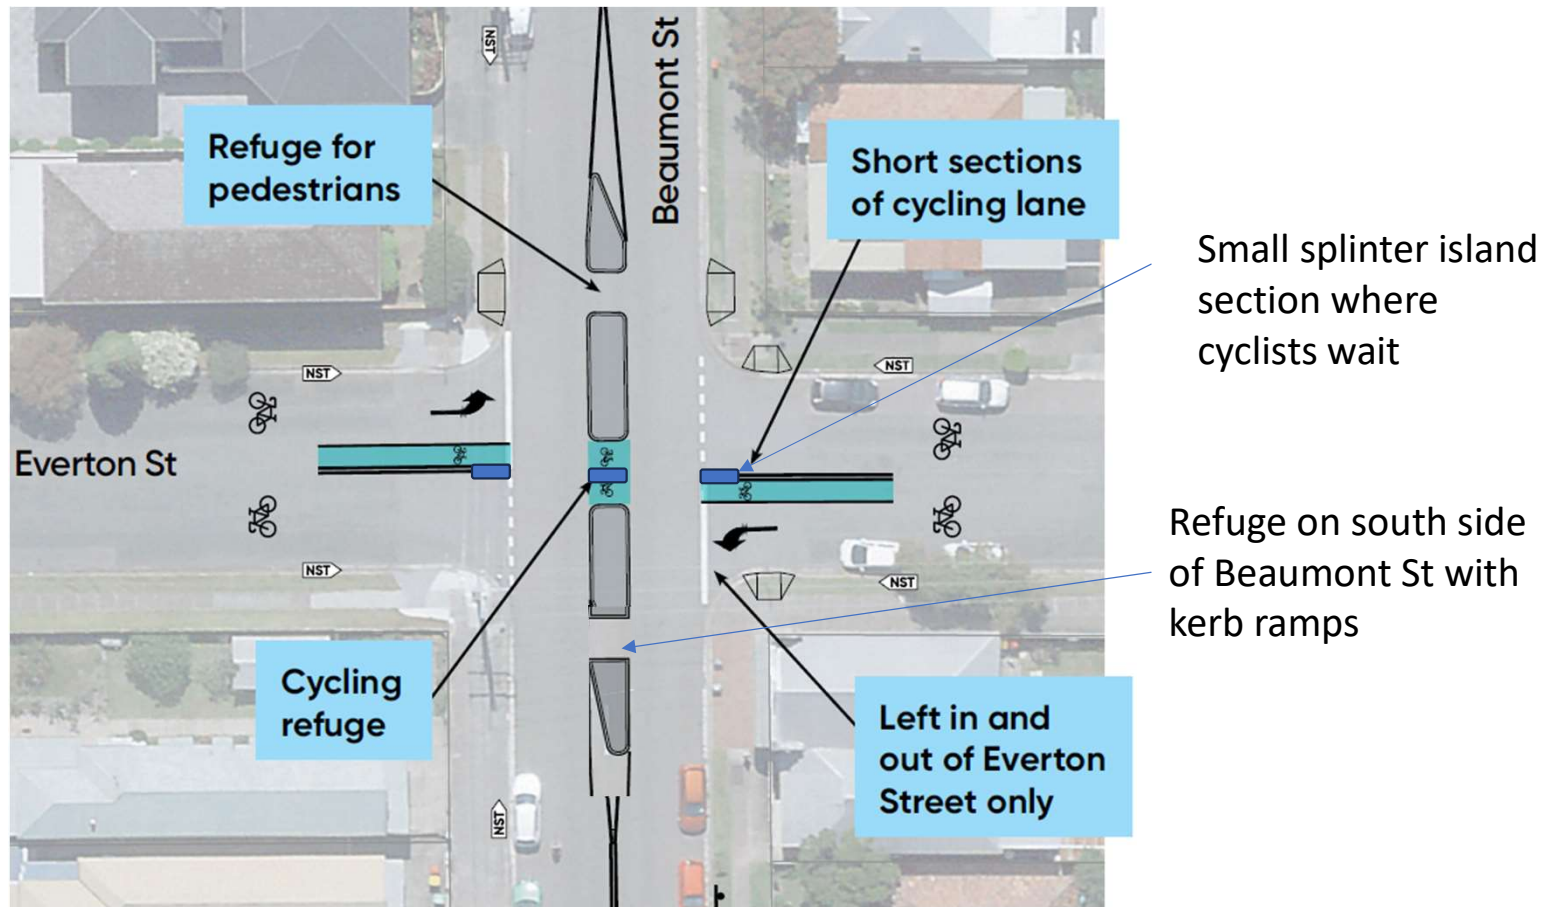 NST
Beaumont St
Refuge for
pedestrians
Short sections
of cycling lane
Small splinter island
section where
cyclists wait
NST
NST
Everton St
Refuge on south side
of Beaumont St with
kerb ramps
NST
NST
Cycling
refuge
Left in and
out of Everton
Street only
NST